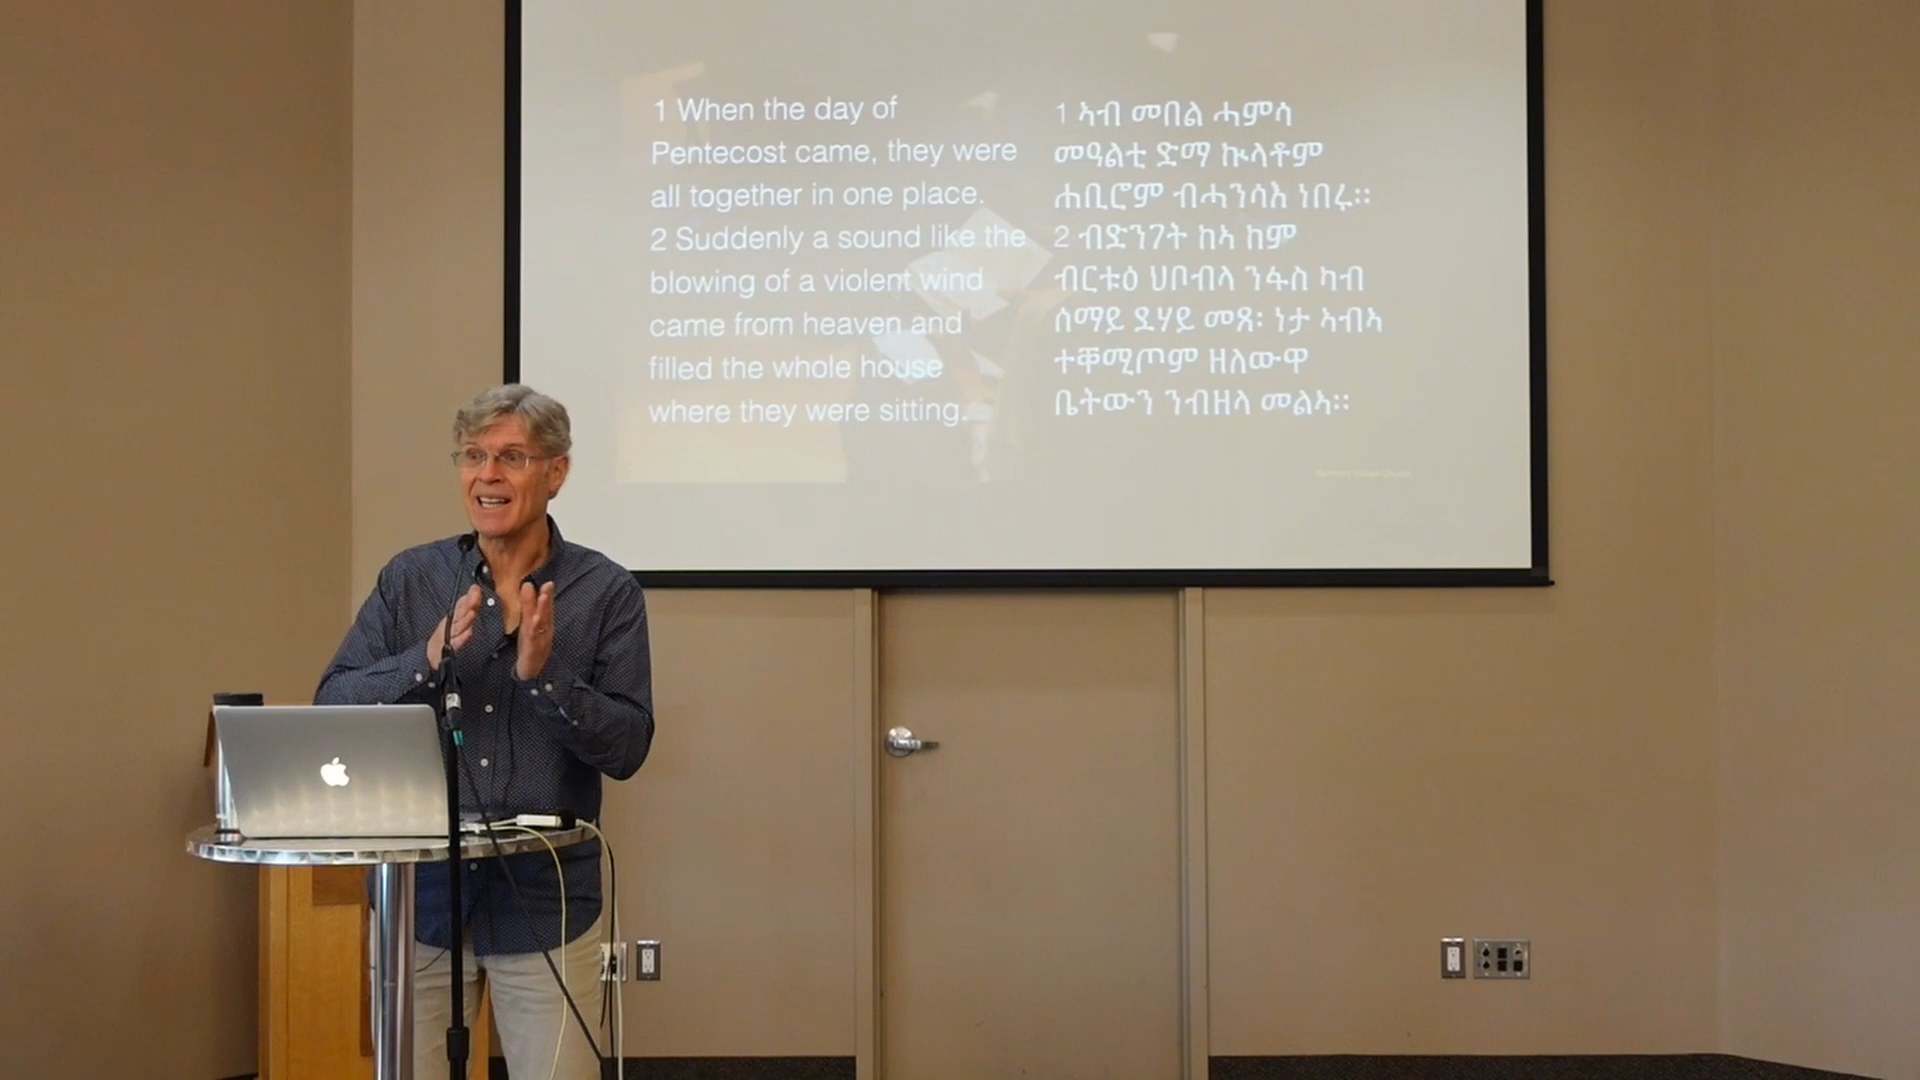 1 When the day of
Pentecost came, they were
all together in one place.
2 Suddenly a sound like the
blowing of a violent wind
came from heaven and
filled the whole house
where they were sitting.
1 ኣብ መበል ሓምሳ
መዓልቲ ድማ ኲላቶም
ሐቢሮም ብሓንሳእ ነበሩ።
2 ብድንገት ከኣ ከም
ብርቱዕ ህቦብላ ንፋስ ካብ
ሰማይ ደሃይ መጸ፡ ነታ ኣብኣ
ተቐሚጦም ዘለውዋ
ቤትውን ንብዘላ መልኣ።